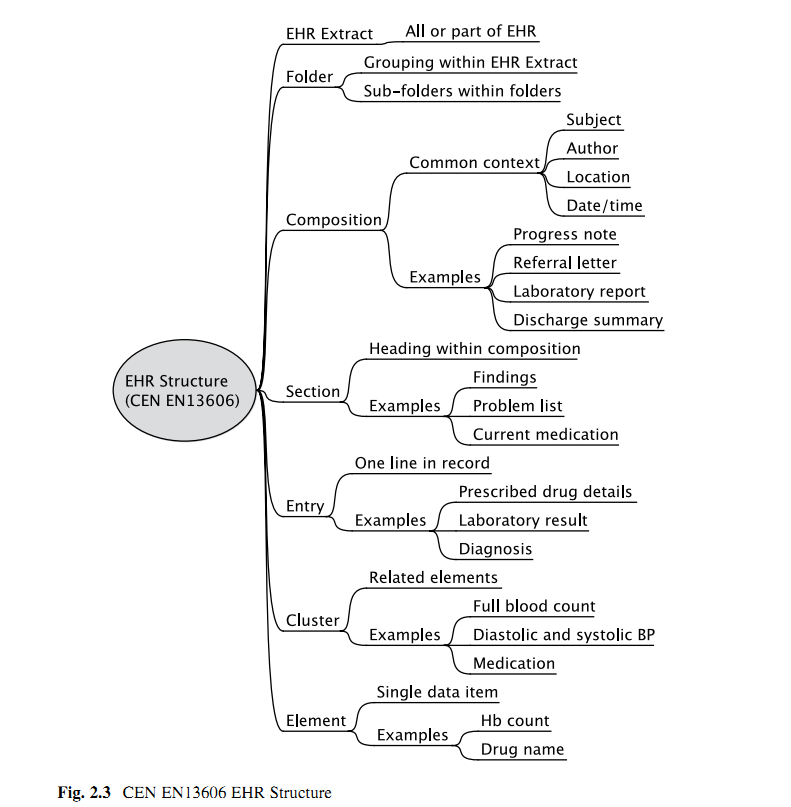 EHR Structure
(CEN EN13606)
EHR Extract
All or part of EHR
Folder
Grouping within EHR Extract
Sub-folders within folders
Composition
Common context
Subject
Author
Location
Date/time
Examples
Progress note
Referral letter
Laboratory report
Discharge summary
Section
Heading within composition
Examples
Findings
Problem list
Current medication
Entry
One line in record
Examples
Prescribed drug details
Laboratory result
Diagnosis
Cluster
Related elements
Examples
Full blood count
Diastolic and systolic BP
Medication
Element
Single data item
Examples
Hb count
Drug name
Fig. 2.3 CEN EN13606 EHR Structure